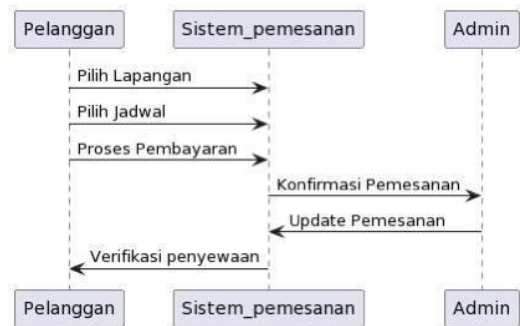 Pelanggan Sistem_pemesanan Admin
Pilih Lapangan
Pilih Jadwal
Proses Pembayaran
Konfirmasi Pemesanan
Update Pemesanan
Verifikasi penyewaan
Pelanggan Sistem_pemesanan Admin